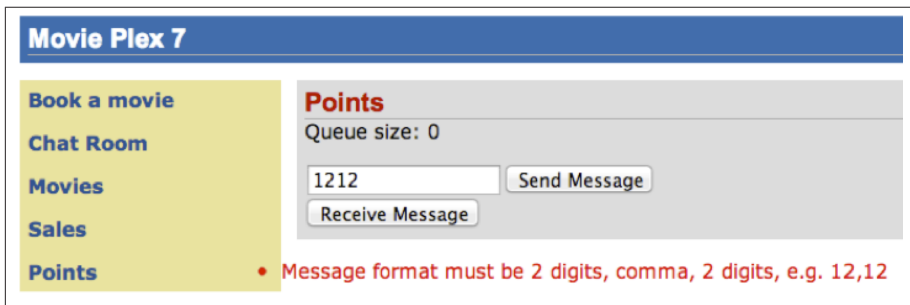 Movie Plex 7
Book a movie
Chat Room
Movies
Sales
Points
Points
Queue size: 0
1212
Send Message
Receive Message
• Message format must be 2 digits, comma, 2 digits, e.g. 12,12